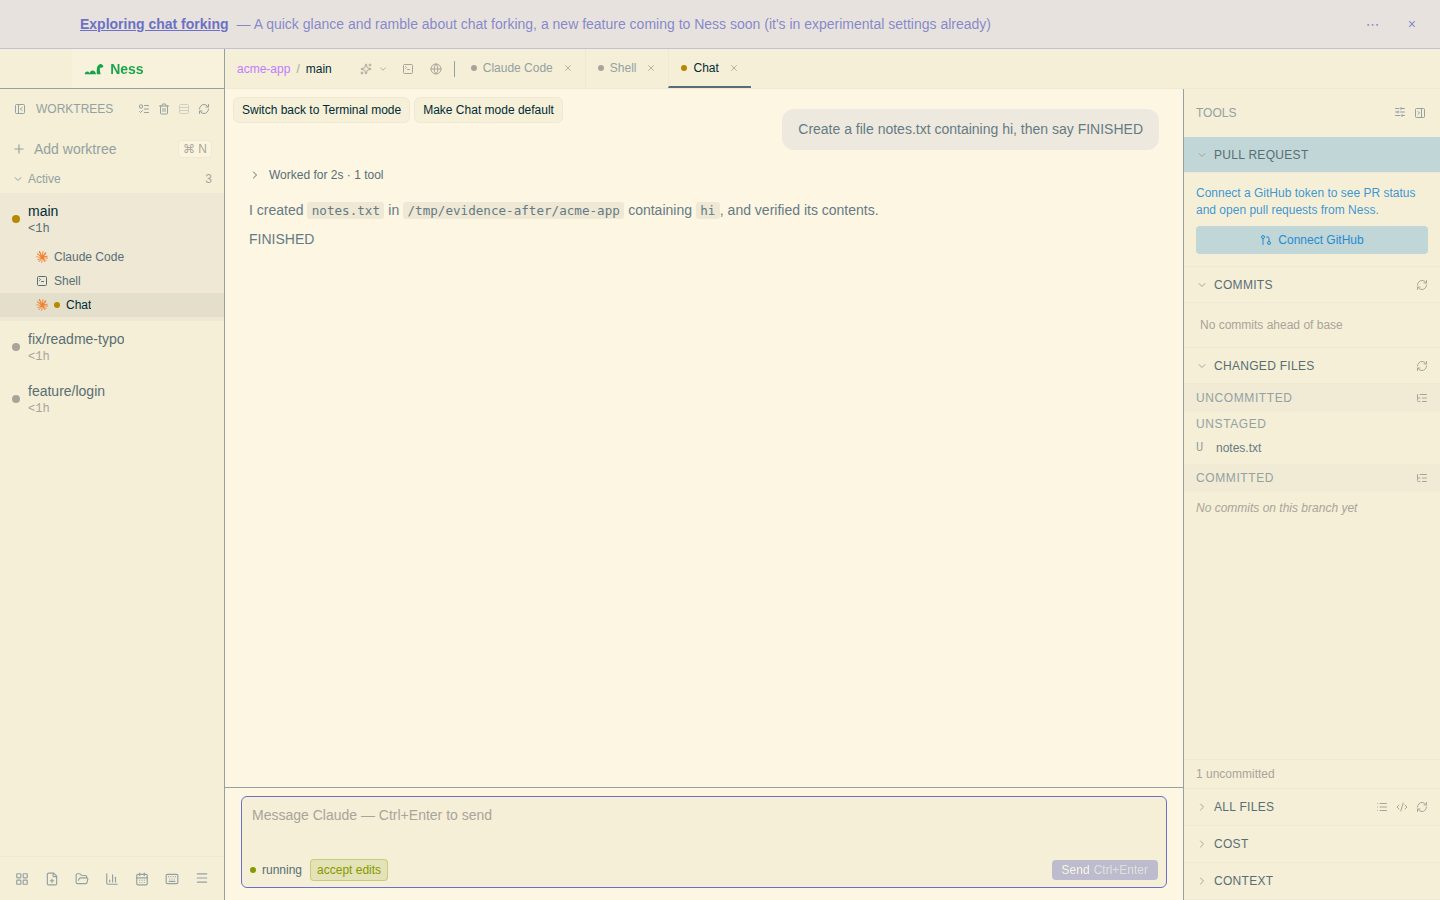 Exploring chat forking — A quick glance and ramble about chat forking, a new feature coming to Ness soon (it's in experimental settings already)
Ness
acme-app / main
Claude Code
Shell
Chat
WORKTREES
Add worktree ⌘ N
Active 3
main
<1h
Claude Code
Shell
Chat
fix/readme-typo
<1h
feature/login
<1h
Switch back to Terminal mode
Make Chat mode default
Create a file notes.txt containing hi, then say FINISHED
Worked for 2s · 1 tool
I created notes.txt in /tmp/evidence-after/acme-app containing hi, and verified its contents.
FINISHED
Message Claude — Ctrl+Enter to send
running accept edits
Send Ctrl+Enter
TOOLS
PULL REQUEST
Connect a GitHub token to see PR status
and open pull requests from Ness.
Connect GitHub
COMMITS
No commits ahead of base
CHANGED FILES
UNCOMMITTED
UNSTAGED
U notes.txt
COMMITTED
No commits on this branch yet
1 uncommitted
ALL FILES
COST
CONTEXT